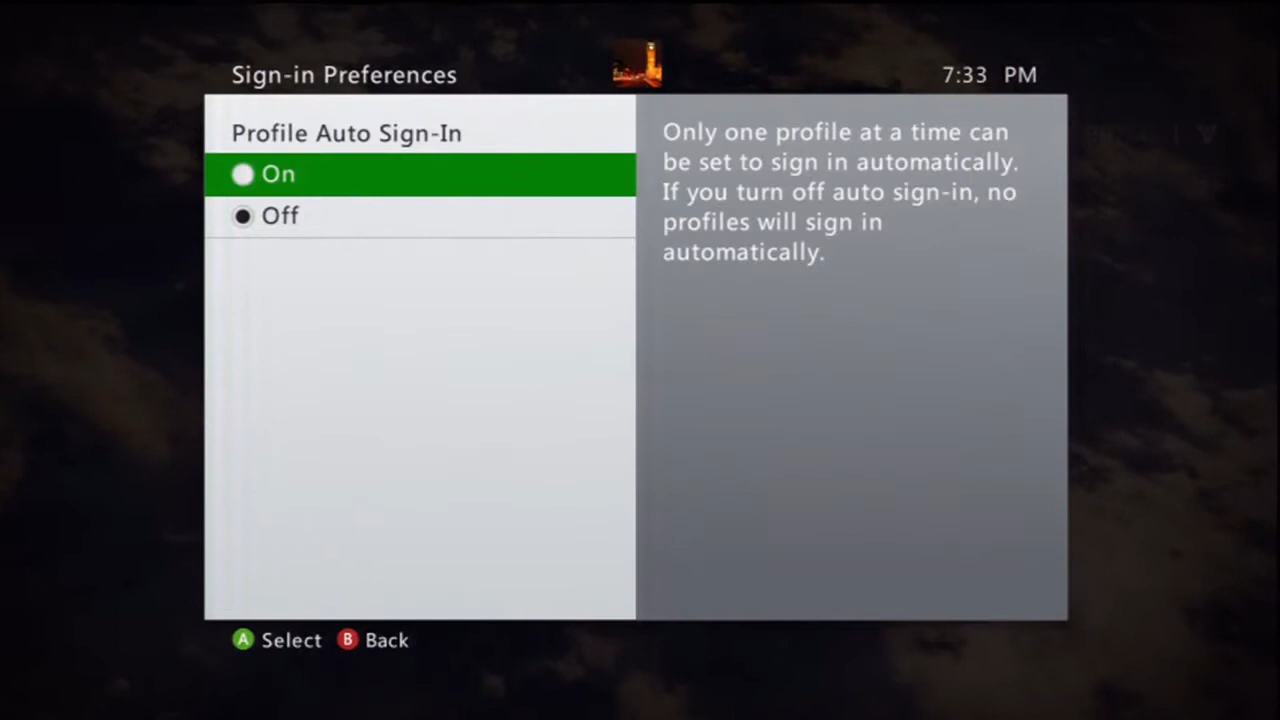 Sign-in Preferences
7:33 PM
Profile Auto Sign-In
On
Off
Only one profile at a time can
be set to sign in automatically.
If you turn off auto sign-in, no
profiles will sign in
automatically.
A Select B Back